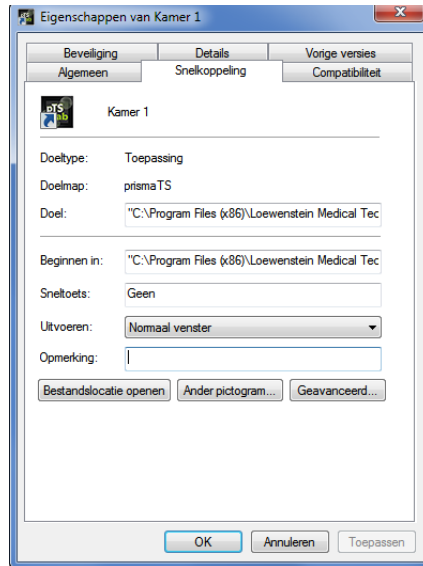 Eigenschappen van Kamer 1
Beveiliging Details Vorige versies
Algemeen Snelkoppeling Compatibiliteit
pTS
Kamer 1
Doeltype: Toepassing
Doelmap: prismaTS
Doel: "C:\Program Files (x86)\Loewenstein Medical Tec
Beginnen in: "C:\Program Files (x86)\Loewenstein Medical Tec
Sneltoets: Geen
Uitvoeren: Normaal venster
Opmerking:
Bestandslocatie openen Ander pictogram... Geavanceerd...
OK Annuleren Toepassen